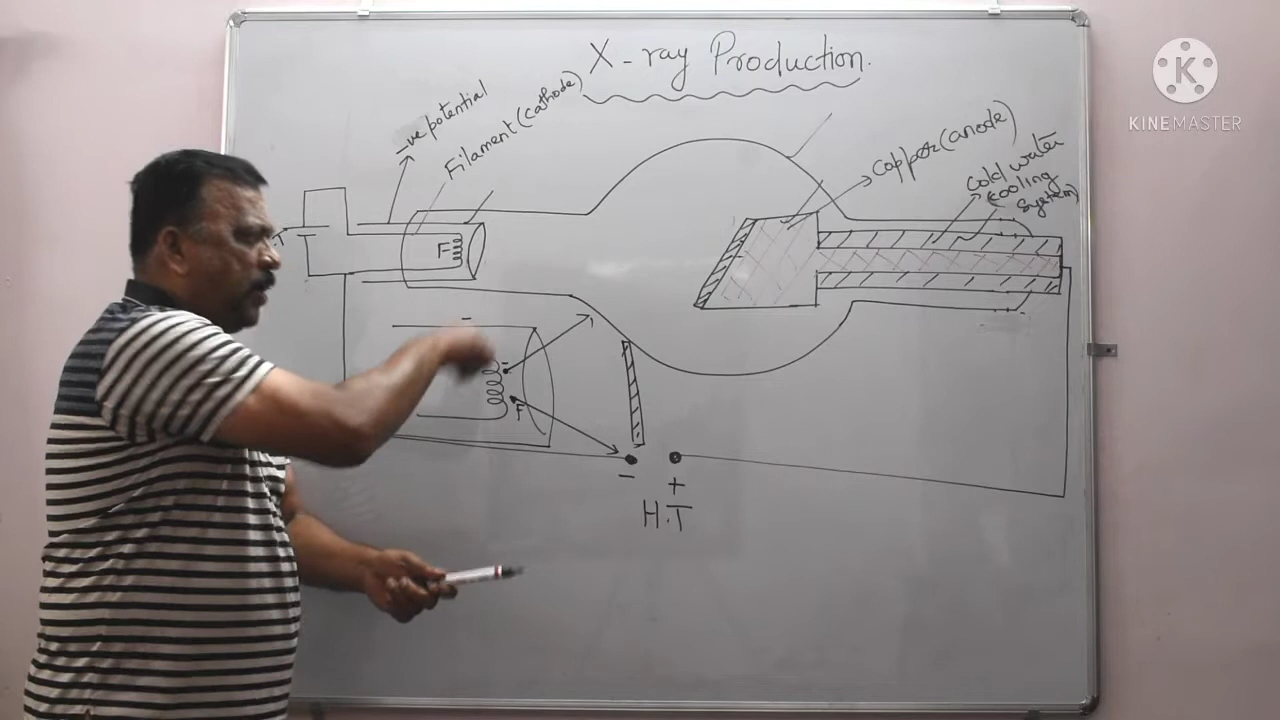 X-ray Production.
-ve potential
Filament (cathode)
copper (anode)
cold water
(cooling
system)
K
KINEMASTER
T
F
-
-
F
-
+
H.T